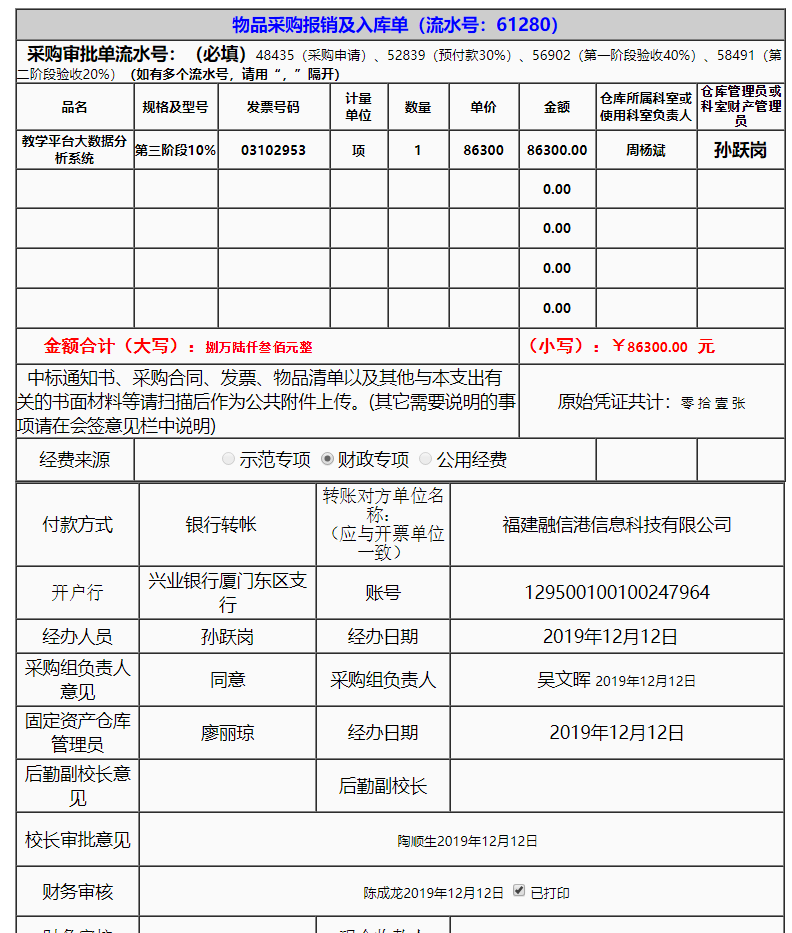 物品采购报销及入库单（流水号：61280）
采购审批单流水号：（必填）48435（采购申请）、52839（预付款30%）、56902（第一阶段验收40%）、58491（第
二阶段验收20%）（如有多个流水号，请用“，”隔开)
品名 规格及型号 发票号码 计量单位 数量 单价 金额 仓库所属科室或使用科室负责人 仓库管理员或科室财产管理员
教学平台大数据分析系统 第三阶段10% 03102953 项 1 86300 86300.00 周杨斌 孙跃岗
0.00
0.00
0.00
0.00
金额合计（大写）：捌万陆仟叁佰元整 （小写）：￥86300.00 元
中标通知书、采购合同、发票、物品清单以及其他与本支出有
关的书面材料等请扫描后作为公共附件上传。(其它需要说明的事
项请在会签意见栏中说明)
原始凭证共计：零拾壹张
经费来源 示范专项 财政专项 公用经费
付款方式 银行转帐 转账对方单位名称：（应与开票单位一致） 福建融信港信息科技有限公司
开户行 兴业银行厦门东区支行 账号 129500100100247964
经办人员 孙跃岗 经办日期 2019年12月12日
采购组负责人意见 同意 采购组负责人 吴文晖 2019年12月12日
固定资产仓库管理员 廖丽琼 经办日期 2019年12月12日
后勤副校长意见 后勤副校长
校长审批意见 陶顺生2019年12月12日
财务审核 陈成龙2019年12月12日 已打印